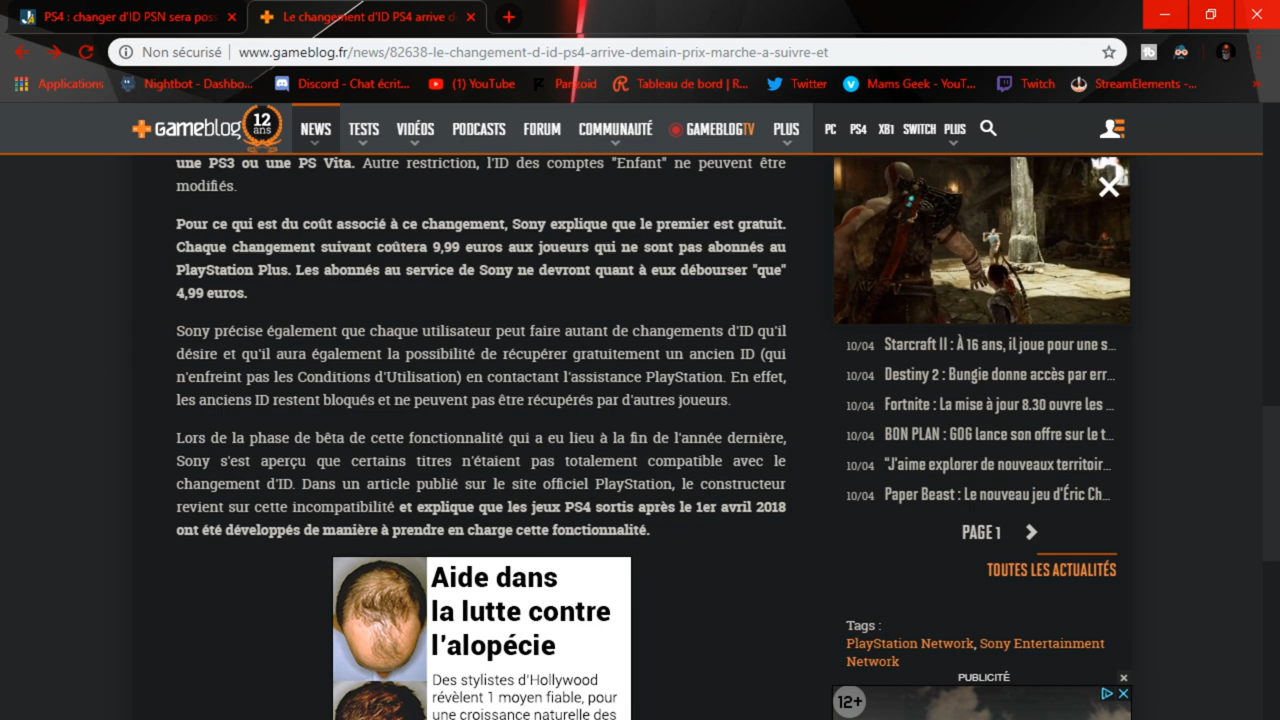 PS4 : changer d'ID PSN sera poss
Le changement d'ID PS4 arrive d
Non sécurisé
www.gameblog.fr/news/82638-le-changement-d-id-ps4-arrive-demain-prix-marche-a-suivre-et
Applications
Nightbot - Dashbo...
Discord - Chat écrit...
(1) YouTube
Tableau de bord | R...
Twitter
Mams Geek - YouT...
Twitch
StreamElements -...
Gameblog
12
ans
NEWS
TESTS
VIDÉOS
PODCASTS
FORUM
COMMUNAUTÉ
GAMEBLOGTV
PLUS
PC
PS4
XB1
SWITCH
PLUS
une PS3 ou une PS Vita. Autre restriction, l'ID des comptes "Enfant" ne peuvent être
modifiés.
Pour ce qui est du coût associé à ce changement, Sony explique que le premier est gratuit.
Chaque changement suivant coûtera 9,99 euros aux joueurs qui ne sont pas abonnés au
PlayStation Plus. Les abonnés au service de Sony ne devront quant à eux débourser "que"
4,99 euros.
Sony précise également que chaque utilisateur peut faire autant de changements d'ID qu'il
désire et qu'il aura également la possibilité de récupérer gratuitement un ancien ID (qui
n'enfreint pas les Conditions d'Utilisation) en contactant l'assistance PlayStation. En effet,
les anciens ID restent bloqués et ne peuvent pas être récupérés par d'autres joueurs.
Lors de la phase de bêta de cette fonctionnalité qui a eu lieu à la fin de l'année dernière,
Sony s'est aperçu que certains titres n'étaient pas totalement compatible avec le
changement d'ID. Dans un article publié sur le site officiel PlayStation, le constructeur
revient sur cette incompatibilité et explique que les jeux PS4 sortis après le 1er avril 2018
ont été développés de manière à prendre en charge cette fonctionnalité.
Aide dans
la lutte contre
l'alopécie
Des stylistes d'Hollywood
révèlent 1 moyen fiable, pour
une croissance naturelle des
10/04 Starcraft II : À 16 ans, il joue pour une s...
10/04 Destiny 2 : Bungie donne accès par err...
10/04 Fortnite : La mise à jour 8.30 ouvre les ...
10/04 BON PLAN : GOG lance son offre sur le t...
10/04 "J'aime explorer de nouveaux territoir...
10/04 Paper Beast : Le nouveau jeu d'Éric Ch...
PAGE 1
TOUTES LES ACTUALITÉS
Tags :
PlayStation Network, Sony Entertainment
Network
PUBLICITÉ
12+